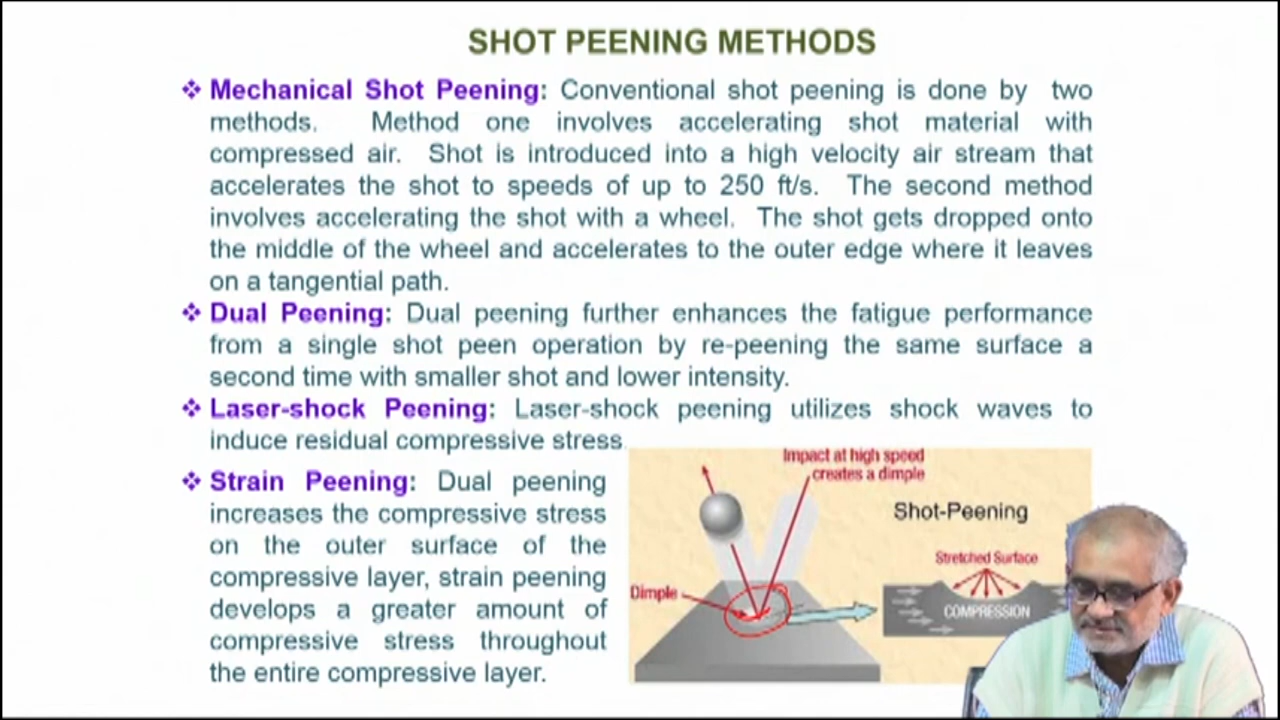 SHOT PEENING METHODS
❖ Mechanical Shot Peening: Conventional shot peening is done by two
methods. Method one involves accelerating shot material with
compressed air. Shot is introduced into a high velocity air stream that
accelerates the shot to speeds of up to 250 ft/s. The second method
involves accelerating the shot with a wheel. The shot gets dropped onto
the middle of the wheel and accelerates to the outer edge where it leaves
on a tangential path.
❖ Dual Peening: Dual peening further enhances the fatigue performance
from a single shot peen operation by re-peening the same surface a
second time with smaller shot and lower intensity.
❖ Laser-shock Peening: Laser-shock peening utilizes shock waves to
induce residual compressive stress.
❖ Strain Peening: Dual peening
increases the compressive stress
on the outer surface of the
compressive layer, strain peening
develops a greater amount of
compressive stress throughout
the entire compressive layer.
Impact at high speed
creates a dimple
Shot-Peening
Stretched Surface
Dimple
COMPRESSION